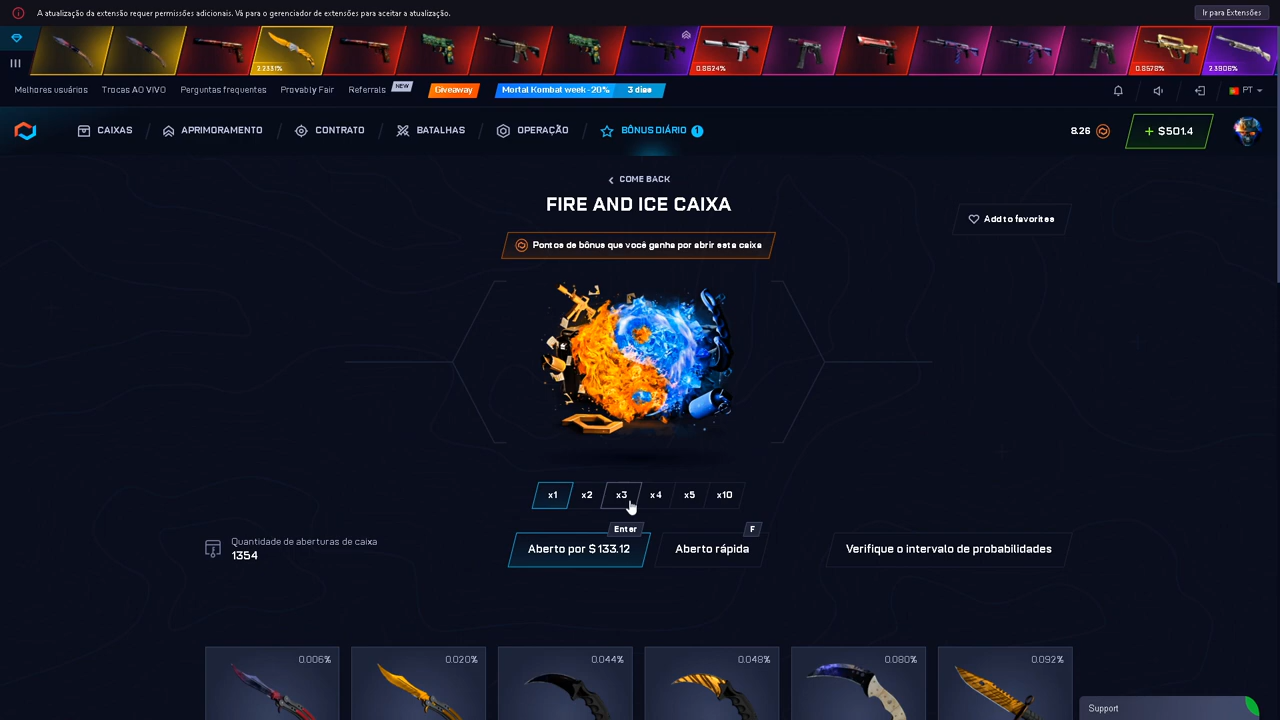 A atualização da extensão requer permissões adicionais. Vá para o gerenciador de extensões para aceitar a atualização.
Ir para Extensões
2.2331%
0.8624%
0.8578%
2.3906%
Melhores usuários
Trocas AO VIVO
Perguntas frequentes
Provably Fair
Referrals
NEW
Giveaway
Mortal Kombat week -20%
3 dias
PT
CAIXAS
APRIMORAMENTO
CONTRATO
BATALHAS
OPERAÇÃO
BÔNUS DIÁRIO 1
8.26
+ $501.4
COME BACK
FIRE AND ICE CAIXA
Add to favorites
Pontos de bônus que você ganha por abrir esta caixa
x1
x2
x3
x4
x5
x10
Enter
F
Quantidade de aberturas de caixa
1354
Aberto por $ 133.12
Aberto rápida
Verifique o intervalo de probabilidades
0.006%
0.020%
0.044%
0.048%
0.080%
0.092%
Support